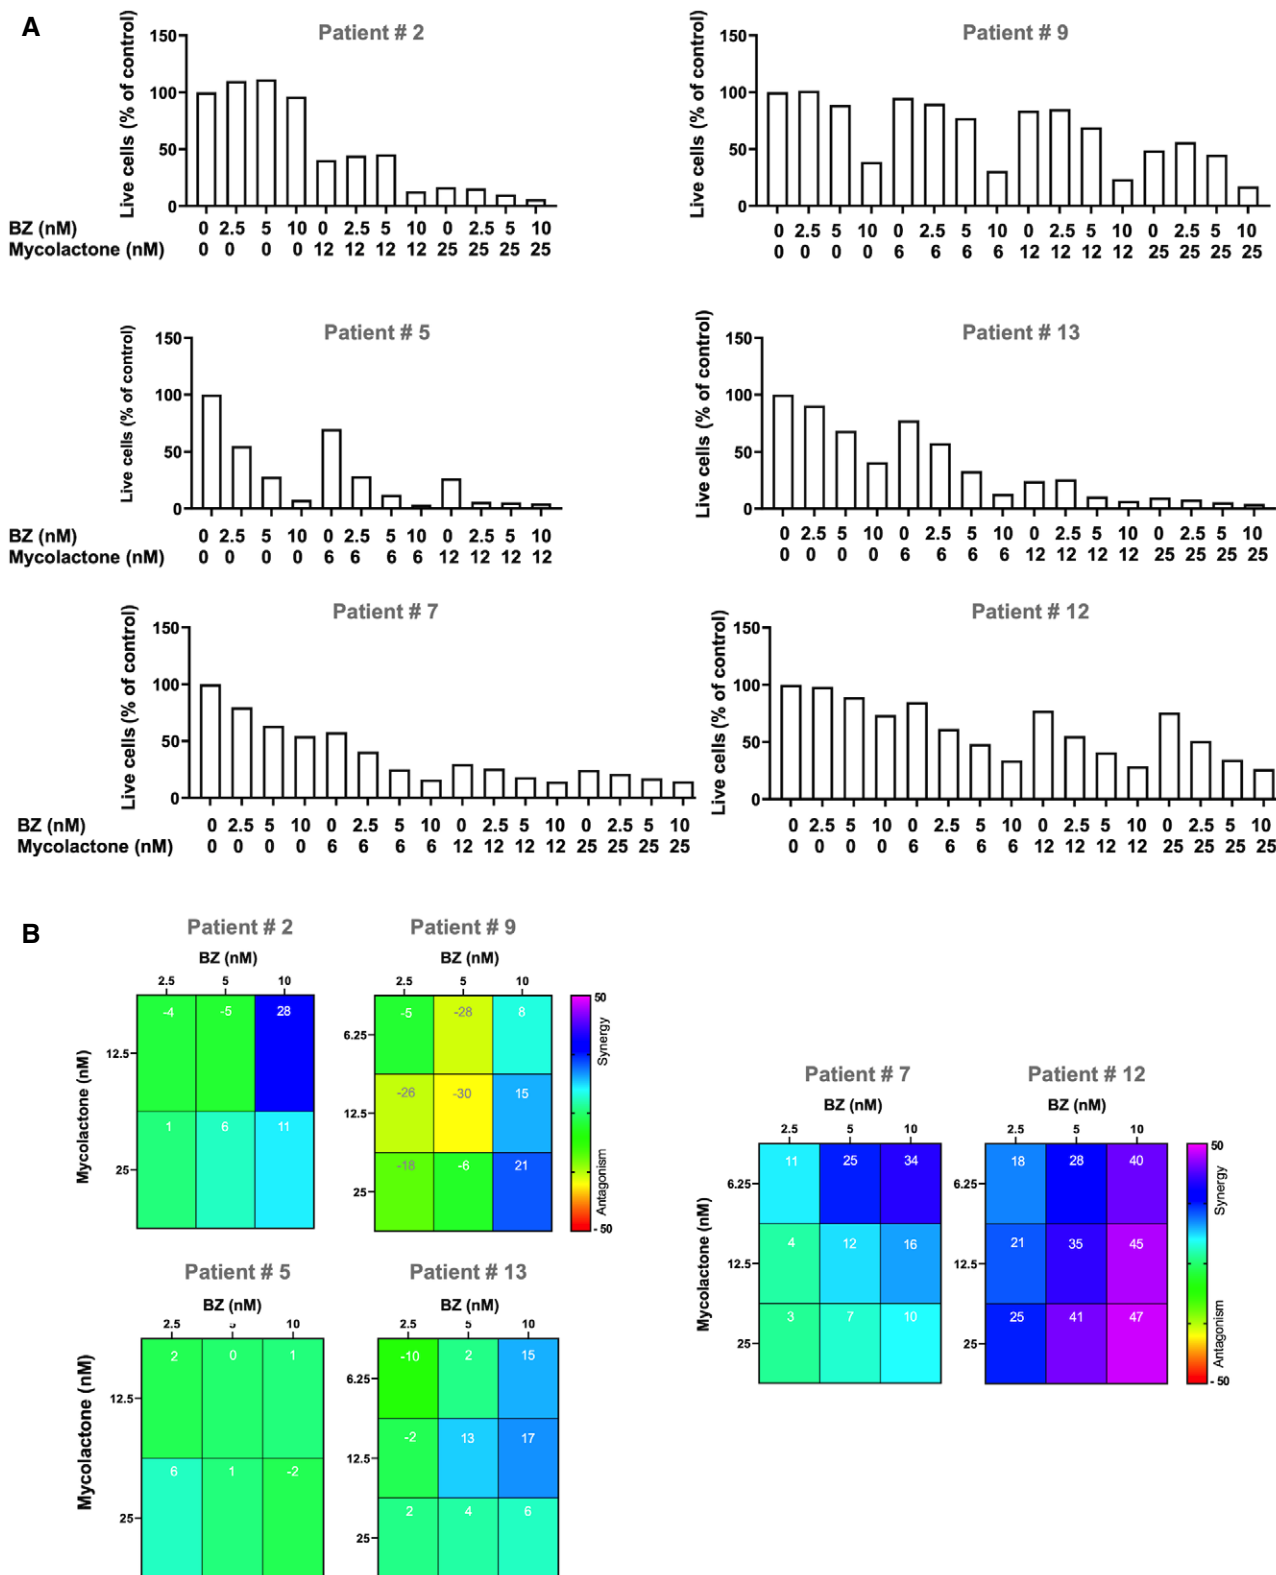 A
Patient # 2
Live cells (% of control)
150
100
50
0
BZ (nM) 0 2.5 5 10 0 2.5 5 10 0 2.5 5 10
Mycolactone (nM) 0 0 0 0 12 12 12 12 25 25 25 25
Patient # 9
Live cells (% of control)
150
100
50
0
0 2.5 5 10 0 2.5 5 10 0 2.5 5 10 0 2.5 5 10
0 0 0 0 6 6 6 6 12 12 12 12 25 25 25 25
Patient # 5
Live cells (% of control)
150
100
50
0
BZ (nM) 0 2.5 5 10 0 2.5 5 10 0 2.5 5 10
Mycolactone (nM) 0 0 0 0 6 6 6 6 12 12 12 12
Patient # 13
Live cells (% of control)
150
100
50
0
0 2.5 5 10 0 2.5 5 10 0 2.5 5 10 0 2.5 5 10
0 0 0 0 6 6 6 6 12 12 12 12 25 25 25 25
Patient # 7
Live cells (% of control)
150
100
50
0
BZ (nM) 0 2.5 5 10 0 2.5 5 10 0 2.5 5 10 0 2.5 5 10
Mycolactone (nM) 0 0 0 0 6 6 6 6 12 12 12 12 25 25 25 25
Patient # 12
Live cells (% of control)
150
100
50
0
0 2.5 5 10 0 2.5 5 10 0 2.5 5 10 0 2.5 5 10
0 0 0 0 6 6 6 6 12 12 12 12 25 25 25 25
B
Patient # 2
BZ (nM)
2.5 5 10
Mycolactone (nM)
12.5 -4 -5 28
25 1 6 11
Patient # 9
BZ (nM)
2.5 5 10
6.25 -5 -28 8
12.5 -26 -30 15
25 -18 -6 21
50
Synergy
Antagonism
- 50
Patient # 5
BZ (nM)
2.5 10
Mycolactone (nM)
12.5 2 0 1
25 6 1 -2
Patient # 13
BZ (nM)
2.5 5 10
6.25 -10 2 15
12.5 -2 13 17
25 2 4 6
Patient # 7
BZ (nM)
2.5 5 10
Mycolactone (nM)
6.25 11 25 34
12.5 4 12 16
25 3 7 10
Patient # 12
BZ (nM)
2.5 5 10
6.25 18 28 40
12.5 21 35 45
25 25 41 47
50
Synergy
Antagonism
- 50